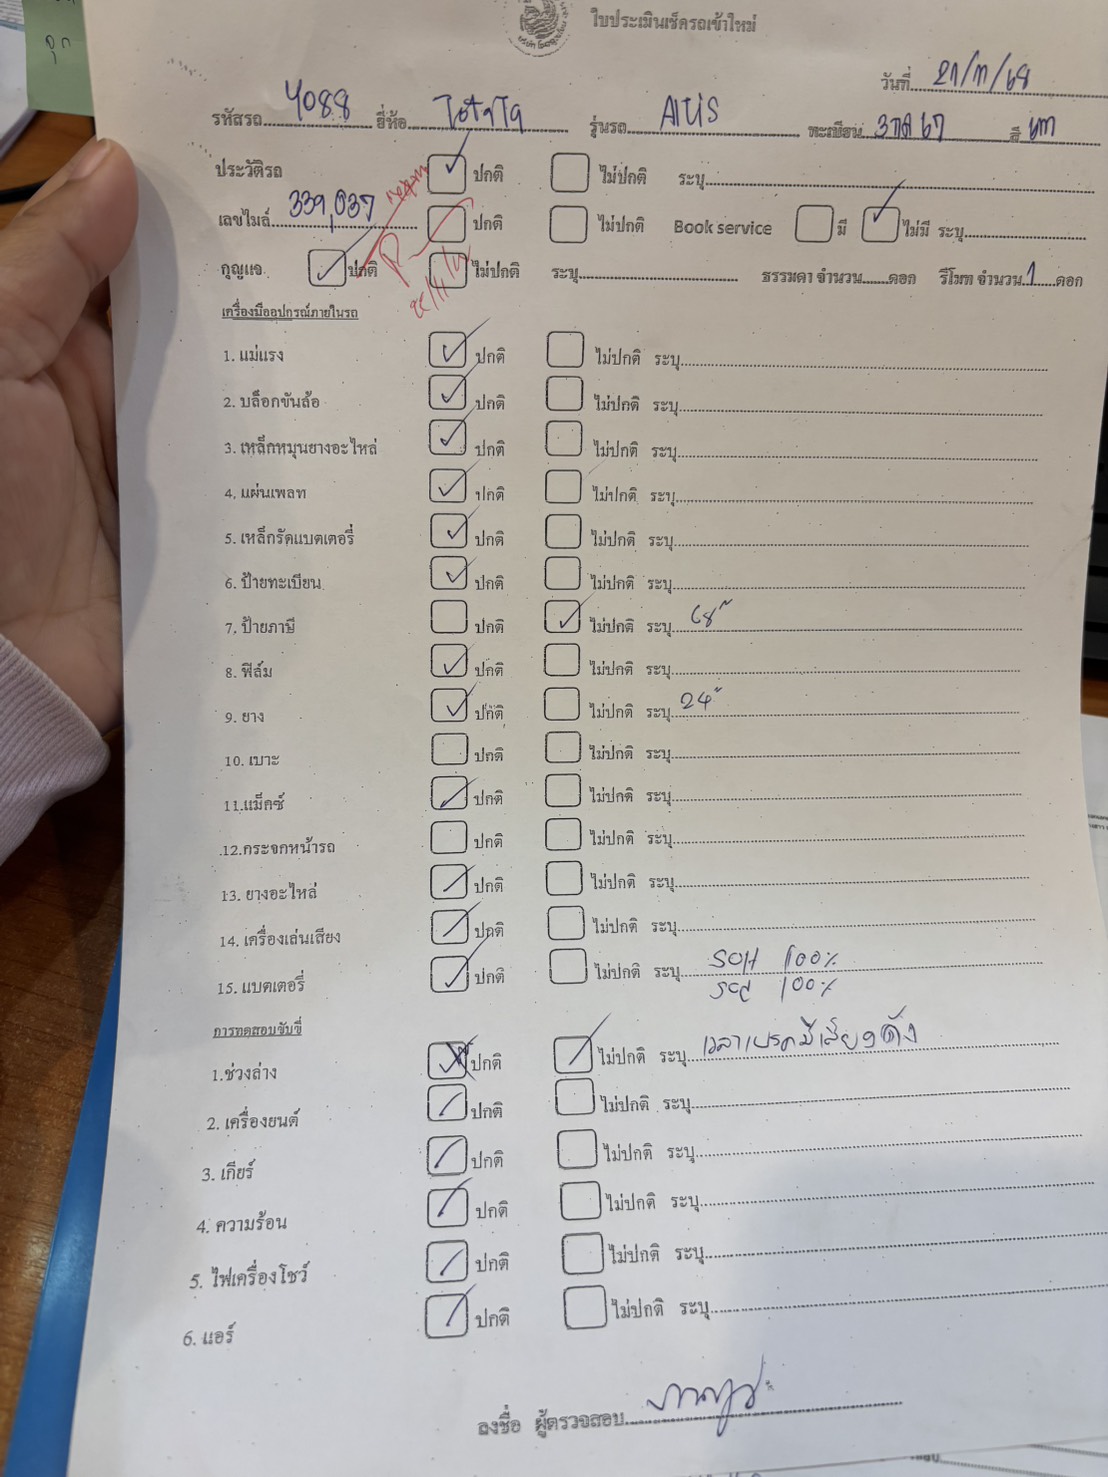 ใบประเมินเช็ครถเข้าใหม่
วันที่ 21/11/68
รหัสรถ 4088 ยี่ห้อ Toyota รุ่นรถ Altis ทะเบียน 3กต 67 สี เทา
ประวัติรถ ปกติ ไม่ปกติ ระบุ
เลขไมล์ 339,037 ปกติ ไม่ปกติ Book service มี ไม่มี ระบุ
กุญแจ ปกติ ไม่ปกติ ระบุ ธรรมดา จำนวน ดอก รีโมท จำนวน 1 ดอก
เครื่องมืออุปกรณ์ภายในรถ
1. แม่แรง ปกติ ไม่ปกติ ระบุ
2. บล็อกขันล้อ ปกติ ไม่ปกติ ระบุ
3. เหล็กหมุนยางอะไหล่ ปกติ ไม่ปกติ ระบุ
4. แผ่นเพลท ปกติ ไม่ปกติ ระบุ
5. เหล็กรัดแบตเตอรี่ ปกติ ไม่ปกติ ระบุ
6. ป้ายทะเบียน ปกติ ไม่ปกติ ระบุ
7. ป้ายภาษี ปกติ ไม่ปกติ ระบุ 68"
8. ฟิล์ม ปกติ ไม่ปกติ ระบุ
9. ยาง ปกติ ไม่ปกติ ระบุ 24"
10. เบาะ ปกติ ไม่ปกติ ระบุ
11.แม็คซ์ ปกติ ไม่ปกติ ระบุ
12.กระจกหน้ารถ ปกติ ไม่ปกติ ระบุ
13. ยางอะไหล่ ปกติ ไม่ปกติ ระบุ
14. เครื่องเล่นเสียง ปกติ ไม่ปกติ ระบุ
15. แบตเตอรี่ ปกติ ไม่ปกติ ระบุ SOH 100%
SOC 100%
การทดสอบขับขี่
1.ช่วงล่าง ปกติ ไม่ปกติ ระบุ เวลาเบรคมีเสียงดัง
2. เครื่องยนต์ ปกติ ไม่ปกติ ระบุ
3. เกียร์ ปกติ ไม่ปกติ ระบุ
4. ความร้อน ปกติ ไม่ปกติ ระบุ
5. ไฟเครื่องโชว์ ปกติ ไม่ปกติ ระบุ
6. แอร์ ปกติ ไม่ปกติ ระบุ
ลงชื่อ ผู้ตรวจสอบ